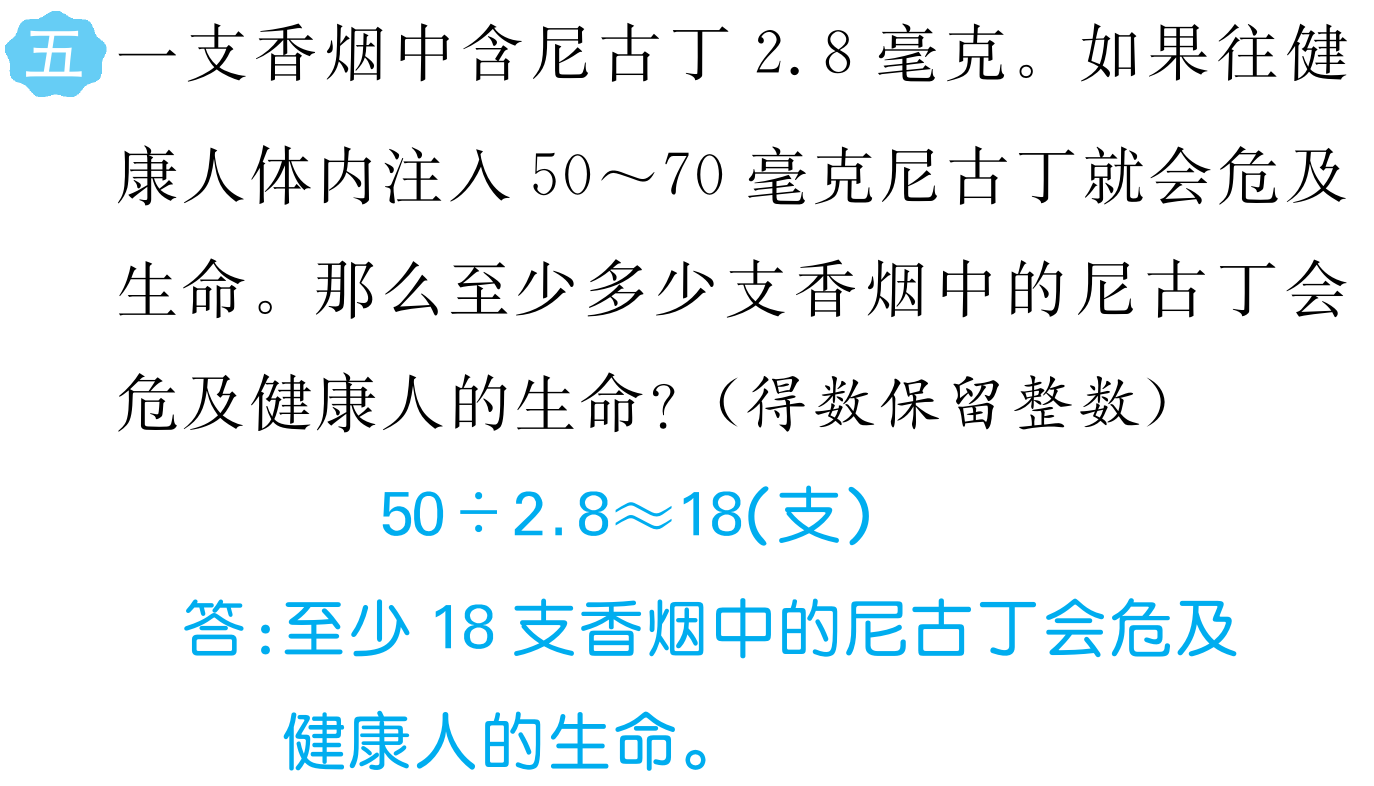 五 一支香烟中含尼古丁 2.8 毫克。如果往健
康人体内注入 50～70 毫克尼古丁就会危及
生命。那么至少多少支香烟中的尼古丁会
危及健康人的生命?(得数保留整数)
50÷2.8≈18(支)
答:至少 18 支香烟中的尼古丁会危及
健康人的生命。